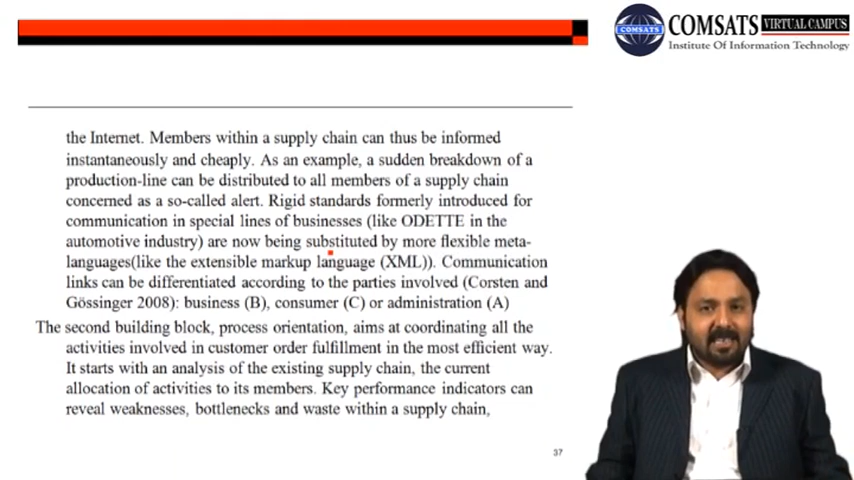 COMSATS VIRTUAL CAMPUS
COMSATS
Institute Of Information Technology
the Internet. Members within a supply chain can thus be informed
instantaneously and cheaply. As an example, a sudden breakdown of a
production-line can be distributed to all members of a supply chain
concerned as a so-called alert. Rigid standards formerly introduced for
communication in special lines of businesses (like ODETTE in the
automotive industry) are now being substituted by more flexible meta-
languages(like the extensible markup language (XML)). Communication
links can be differentiated according to the parties involved (Corsten and
Gössinger 2008): business (B), consumer (C) or administration (A)
The second building block, process orientation, aims at coordinating all the
activities involved in customer order fulfillment in the most efficient way.
It starts with an analysis of the existing supply chain, the current
allocation of activities to its members. Key performance indicators can
reveal weaknesses, bottlenecks and waste within a supply chain,
37